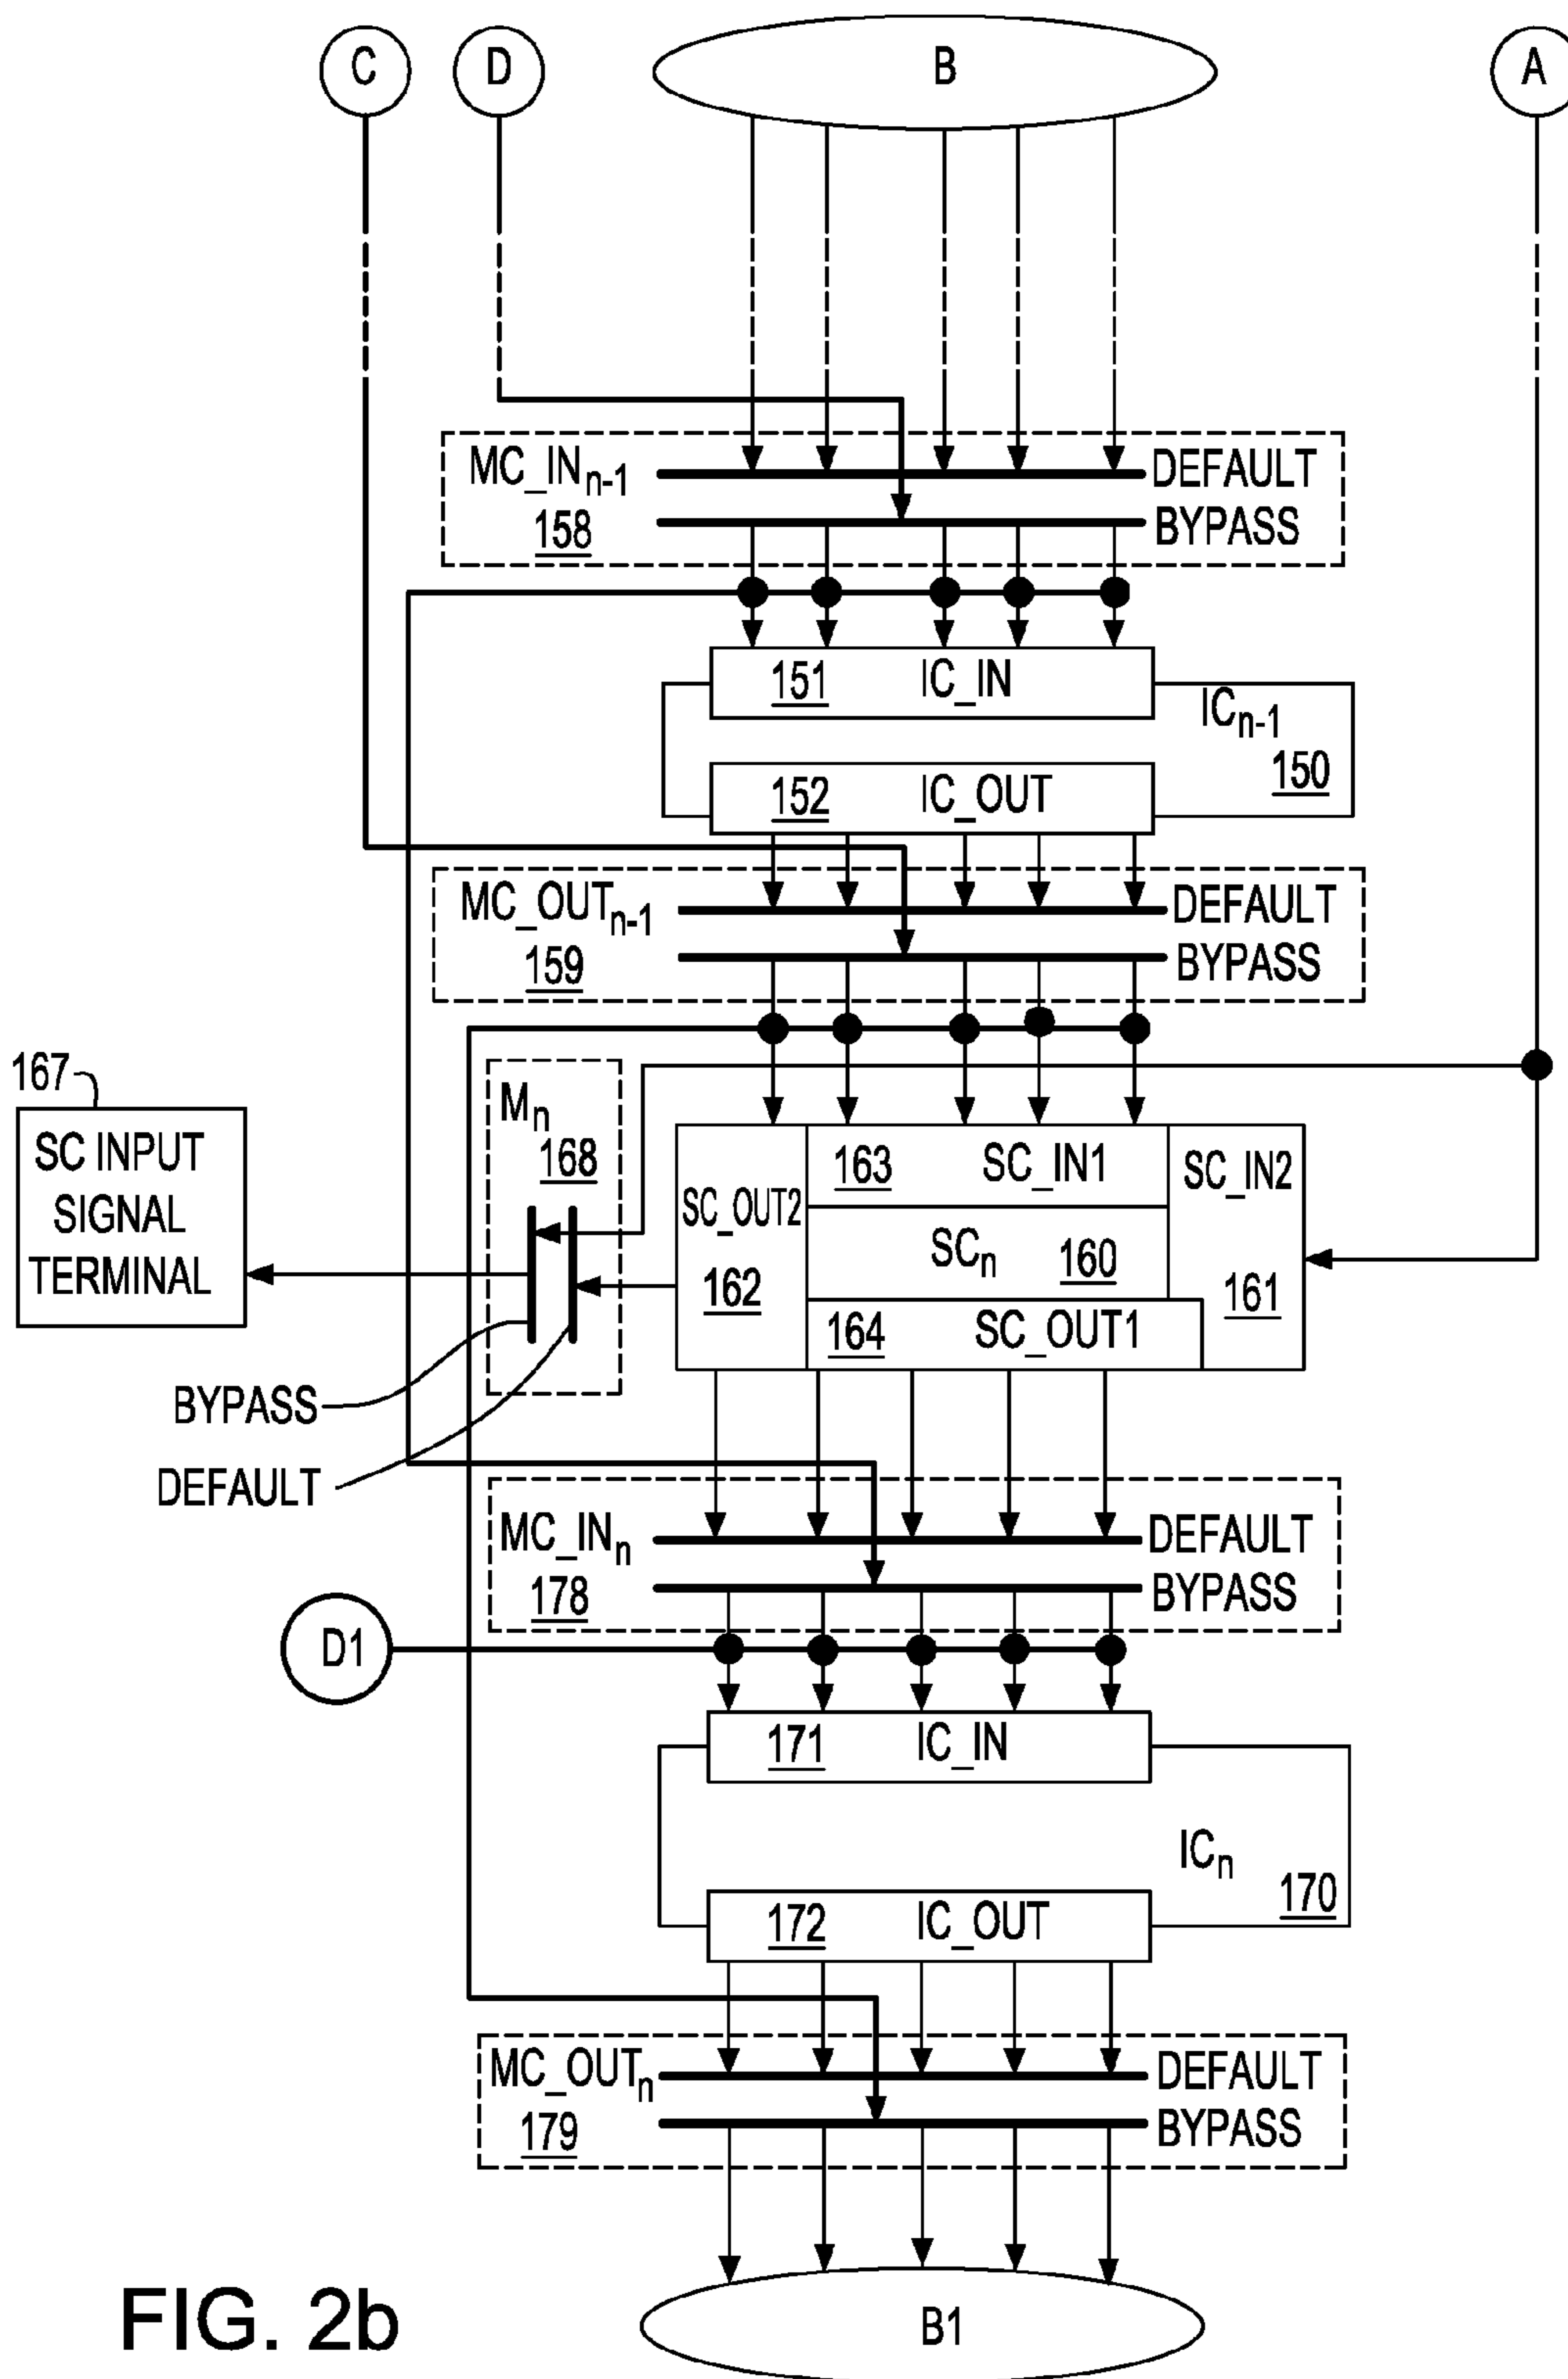 C
D
B
A
MC_INn-1
158
DEFAULT
BYPASS
151 IC_IN
ICn-1
150
152 IC_OUT
MC_OUTn-1
159
DEFAULT
BYPASS
167
SC INPUT
SIGNAL
TERMINAL
Mn
168
BYPASS
DEFAULT
SC_OUT2
162
163 SC_IN1
SCn 160
164 SC_OUT1
SC_IN2
161
MC_INn
178
DEFAULT
BYPASS
D1
171 IC_IN
ICn
170
172 IC_OUT
MC_OUTn
179
DEFAULT
BYPASS
B1
FIG. 2b